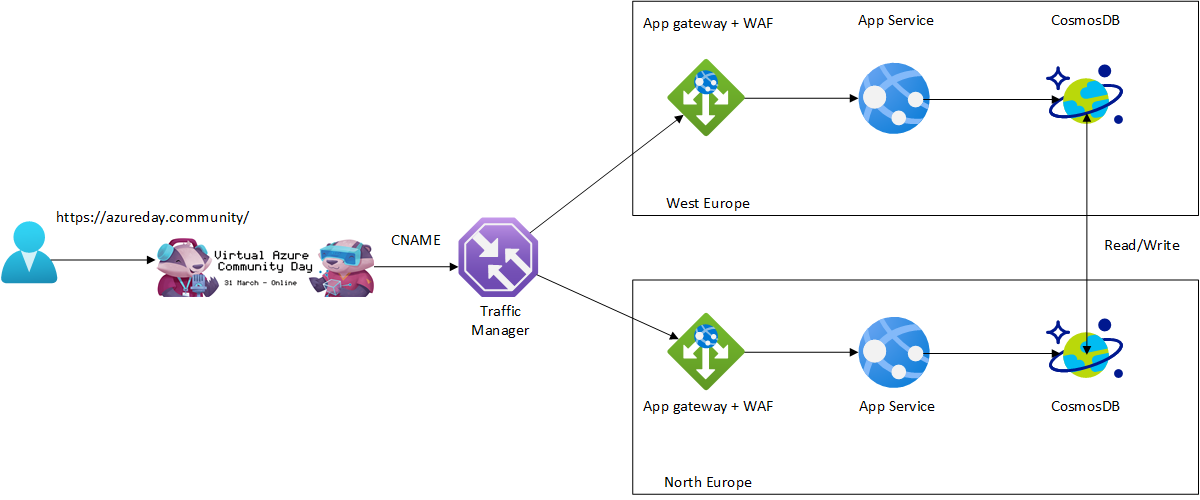 App gateway + WAF
App Service
CosmosDB
West Europe
https://azureday.community/
Virtual Azure
Community Day
31 March - Online
CNAME
Traffic
Manager
Read/Write
App gateway + WAF
App Service
CosmosDB
North Europe